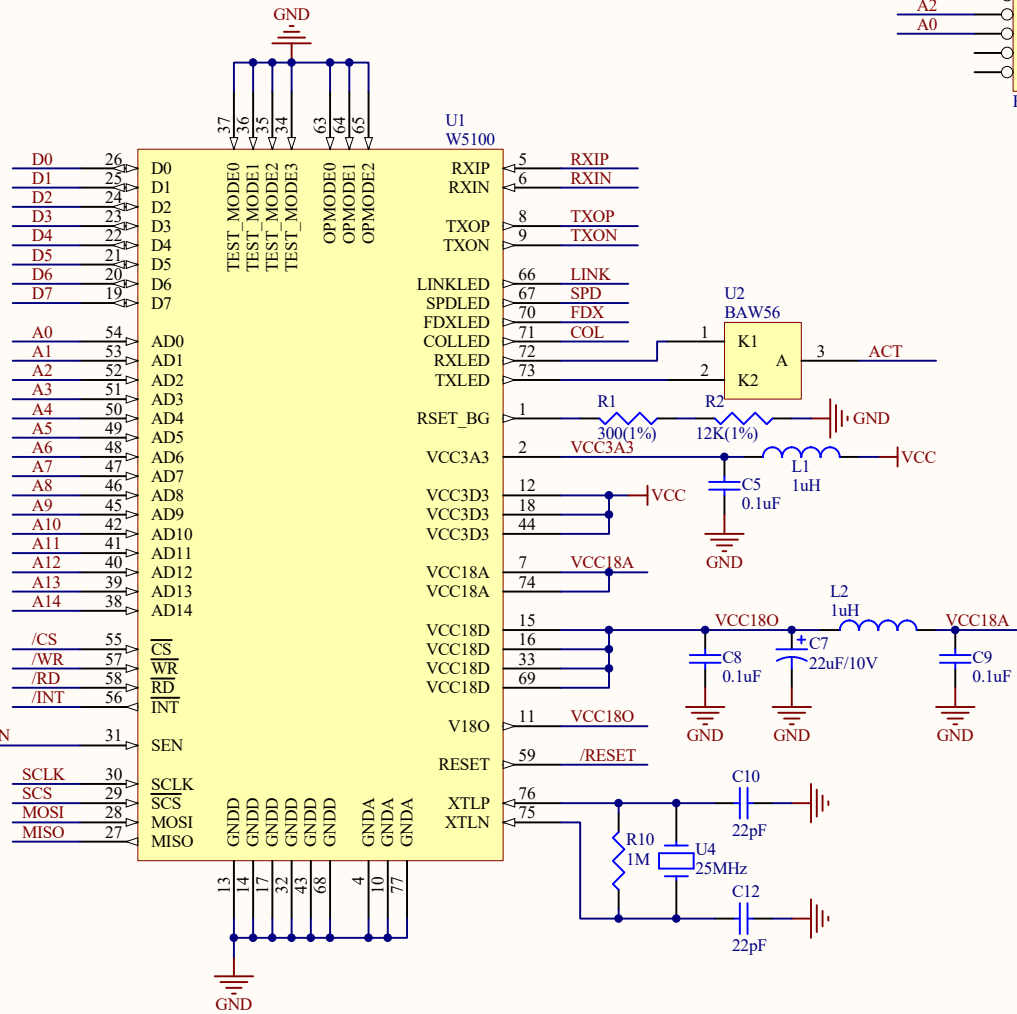 GND
A2
A0
U1
W5100
37 36 35 34 63 64 65
TEST_MODE0 TEST_MODE1 TEST_MODE2 TEST_MODE3 OPMODE0 OPMODE1 OPMODE2
D0 26 D0
D1 25 D1
D2 24 D2
D3 23 D3
D4 22 D4
D5 21 D5
D6 20 D6
D7 19 D7
A0 54 AD0
A1 53 AD1
A2 52 AD2
A3 51 AD3
A4 50 AD4
A5 49 AD5
A6 48 AD6
A7 47 AD7
A8 46 AD8
A9 45 AD9
A10 42 AD10
A11 41 AD11
A12 40 AD12
A13 39 AD13
A14 38 AD14
/CS 55 CS
/WR 57 WR
/RD 58 RD
/INT 56 INT
N 31 SEN
SCLK 30 SCLK
SCS 29 SCS
MOSI 28 MOSI
MISO 27 MISO
RXIP 5 RXIP
RXIN 6 RXIN
TXOP 8 TXOP
TXON 9 TXON
LINKLED 66 LINK
SPDLED 67 SPD
FDXLED 70 FDX
COLLED 71 COL
RXLED 72
TXLED 73
U2
BAW56
1 K1
A 3 ACT
2 K2
RSET_BG 1
R1
300(1%)
R2
12K(1%)
GND
VCC3A3 2 VCC3A3
L1
1uH
VCC
C5
0.1uF
GND
VCC3D3 12 VCC
VCC3D3 18
VCC3D3 44
VCC18A 7 VCC18A
VCC18A 74
VCC18D 15
VCC18D 16
VCC18D 33
VCC18D 69
VCC18O
L2
1uH
VCC18A
C8
0.1uF
C7
22uF/10V
C9
0.1uF
GND GND GND
V18O 11 VCC18O
RESET 59 /RESET
XTLP 76
XTLN 75
C10
22pF
R10
1M
U4
25MHz
C12
22pF
GNDD GNDD GNDD GNDD GNDD GNDD GNDA GNDA GNDA
13 14 17 32 43 68 4 10 77
GND